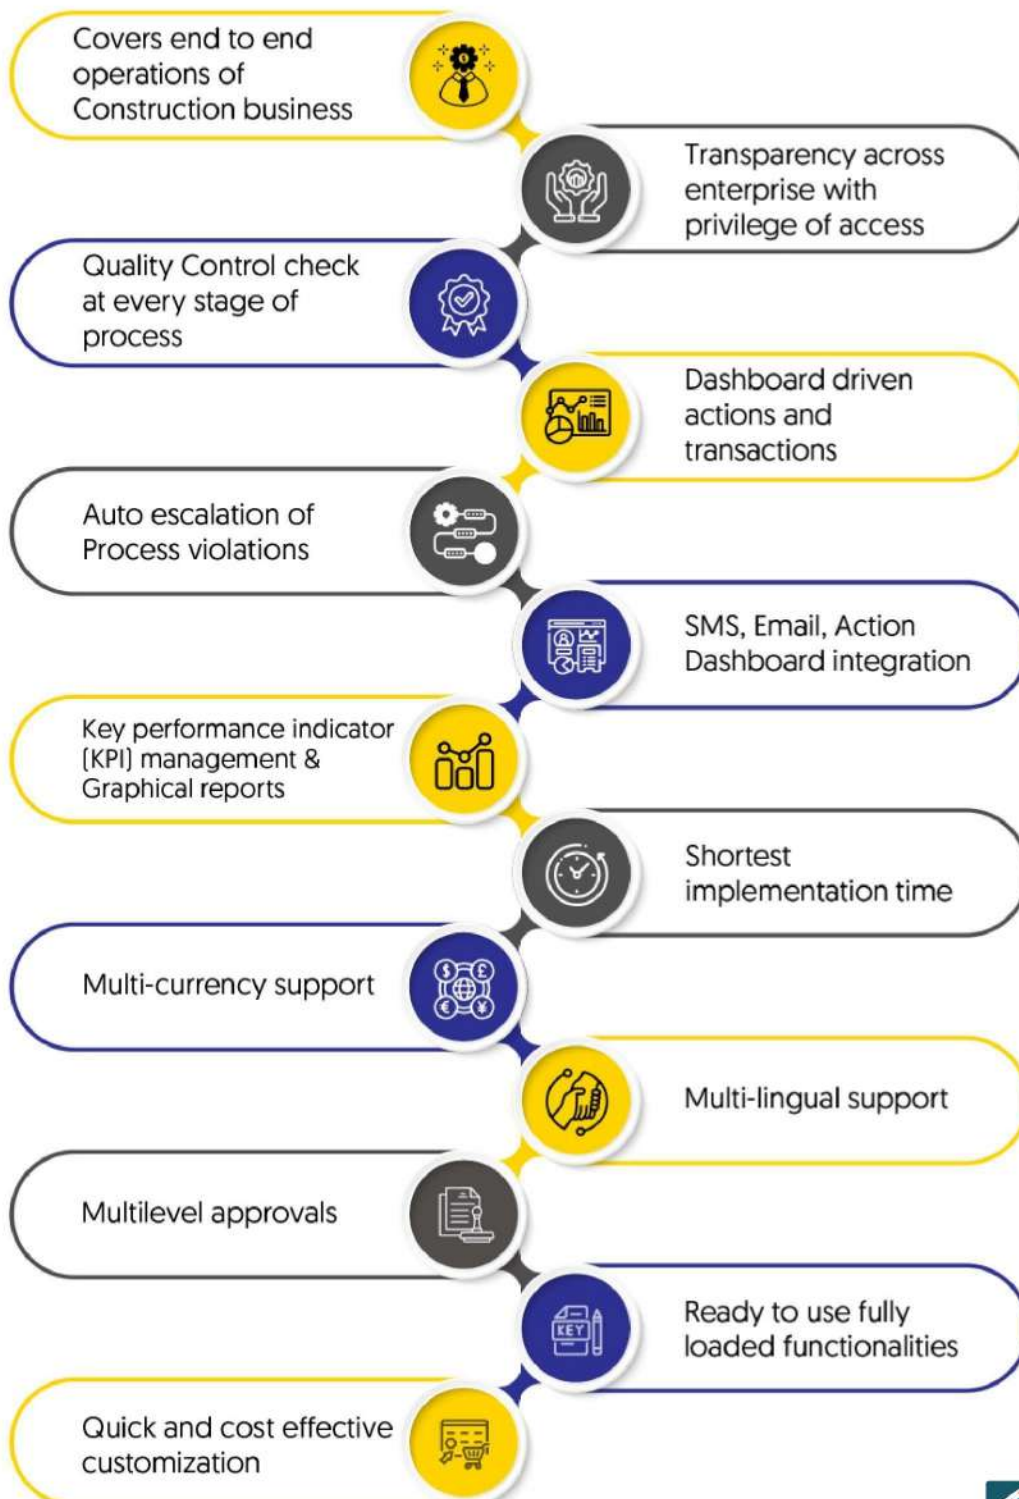 Covers end to end
operations of
Construction business
Transparency across
enterprise with
privilege of access
Quality Control check
at every stage of
process
Dashboard driven
actions and
transactions
Auto escalation of
Process violations
SMS, Email, Action
Dashboard integration
Key performance indicator
(KPI) management &
Graphical reports
Shortest
implementation time
Multi-currency support
$ £
€ ¥
Multi-lingual support
Multilevel approvals
Ready to use fully
loaded functionalities
KEY
Quick and cost effective
customization